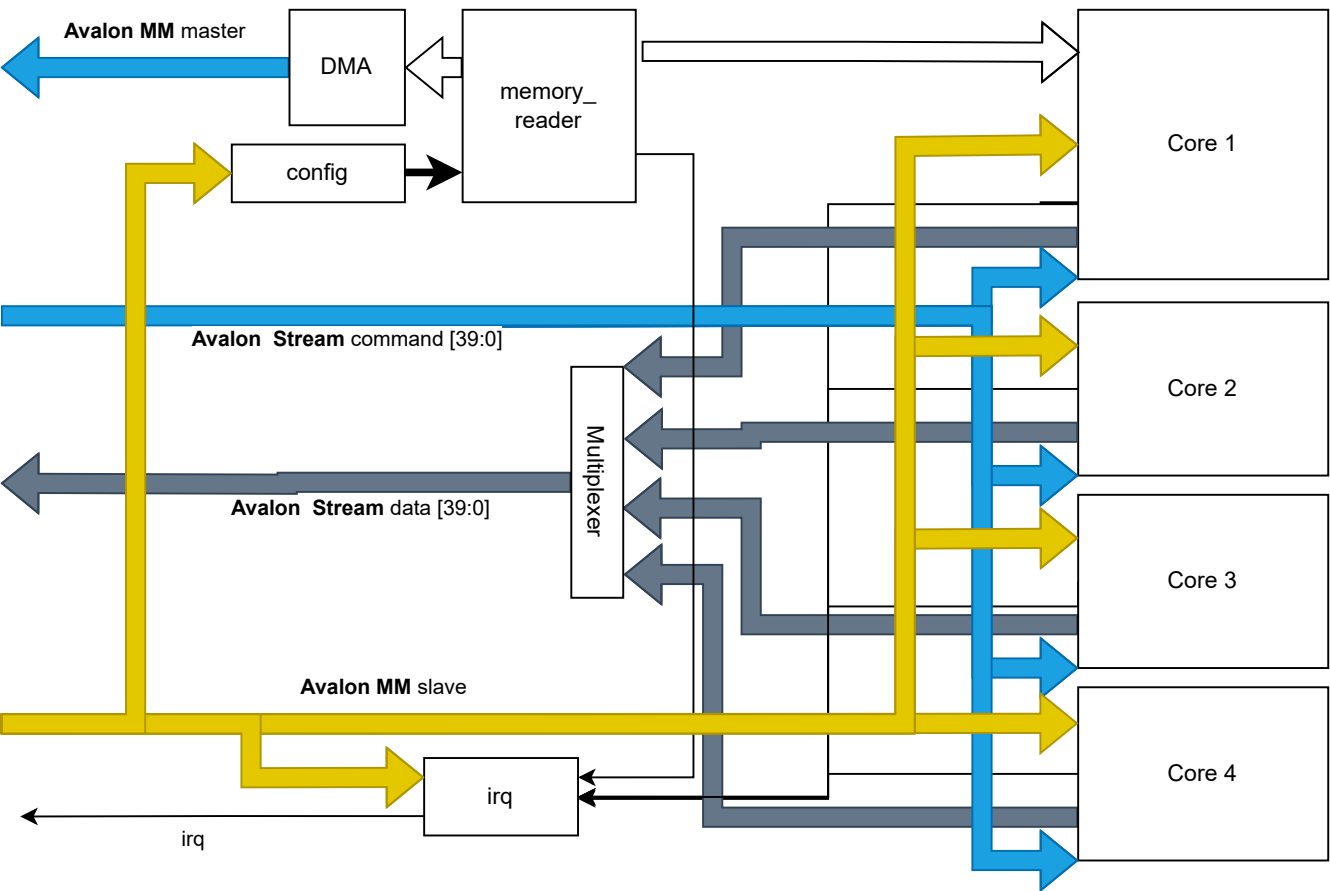 Avalon MM master
DMA
memory_
reader
Core 1
config
Avalon  Stream command [39:0]
Core 2
Multiplexer
Avalon  Stream data [39:0]
Core 3
Avalon MM slave
Core 4
irq
irq